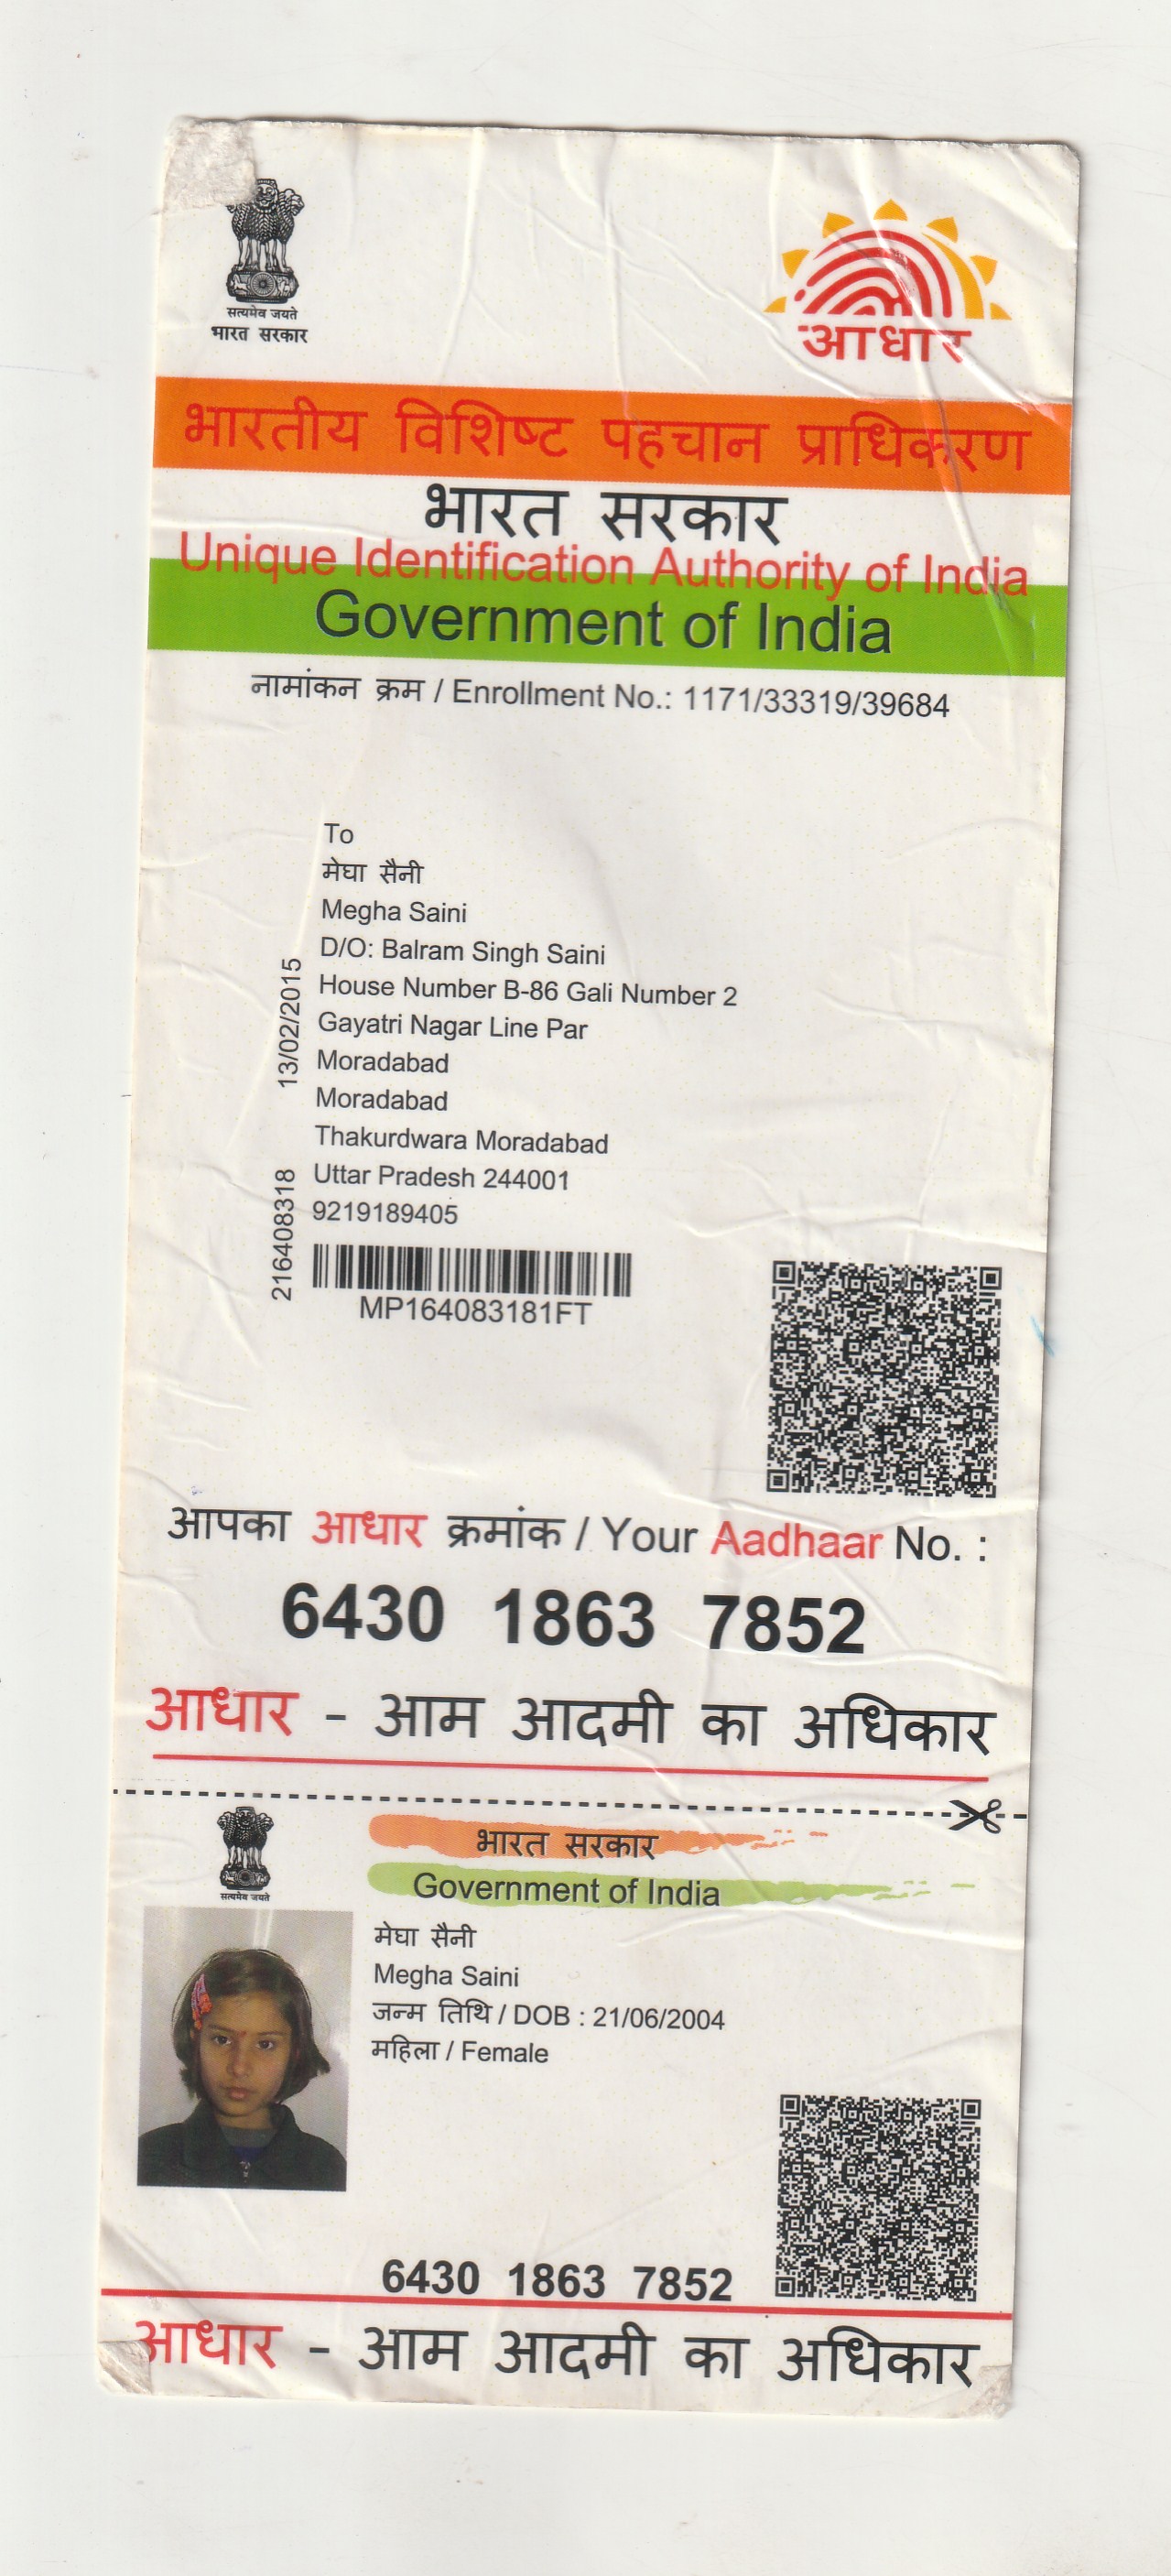 सत्यमेव जयते
भारत सरकार
आधार
भारतीय विशिष्ट पहचान प्राधिकरण
भारत सरकार
Unique Identification Authority of India
Government of India
नामांकन क्रम / Enrollment No.: 1171/33319/39684
To
मेघा सैनी
Megha Saini
D/O: Balram Singh Saini
House Number B-86 Gali Number 2
Gayatri Nagar Line Par
Moradabad
Moradabad
Thakurdwara Moradabad
Uttar Pradesh 244001
9219189405
13/02/2015
216408318
MP164083181FT
आपका आधार क्रमांक / Your Aadhaar No. :
6430 1863 7852
आधार - आम आदमी का अधिकार
सत्यमेव जयते
भारत सरकार
Government of India
मेघा सैनी
Megha Saini
जन्म तिथि / DOB : 21/06/2004
महिला / Female
6430 1863 7852
आधार - आम आदमी का अधिकार